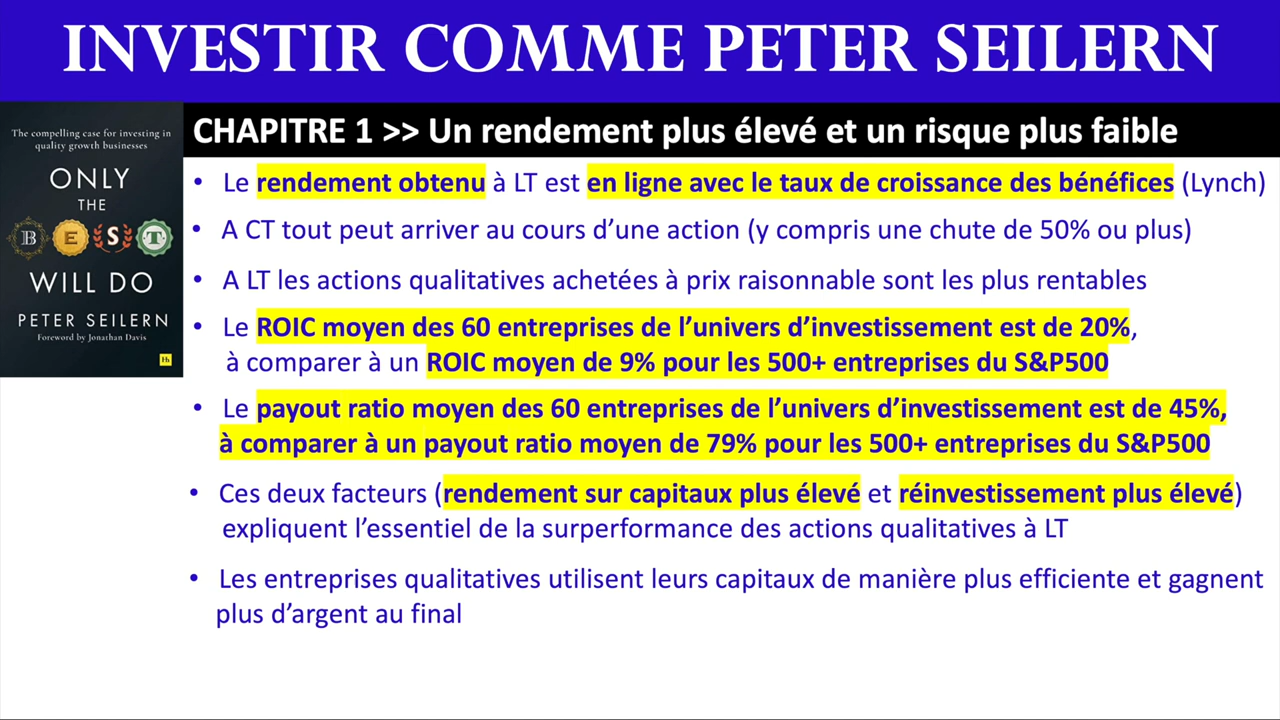 INVESTIR COMME PETER SEILERN
The compelling case for investing in
quality growth businesses
ONLY
THE
BEST
WILL DO
PETER SEILERN
Foreword by Jonathan Davis
Hh
CHAPITRE 1 >> Un rendement plus élevé et un risque plus faible
• Le rendement obtenu à LT est en ligne avec le taux de croissance des bénéfices (Lynch)
• A CT tout peut arriver au cours d’une action (y compris une chute de 50% ou plus)
• A LT les actions qualitatives achetées à prix raisonnable sont les plus rentables
• Le ROIC moyen des 60 entreprises de l’univers d’investissement est de 20%,
à comparer à un ROIC moyen de 9% pour les 500+ entreprises du S&P500
• Le payout ratio moyen des 60 entreprises de l’univers d’investissement est de 45%,
à comparer à un payout ratio moyen de 79% pour les 500+ entreprises du S&P500
• Ces deux facteurs (rendement sur capitaux plus élevé et réinvestissement plus élevé)
expliquent l’essentiel de la surperformance des actions qualitatives à LT
• Les entreprises qualitatives utilisent leurs capitaux de manière plus efficiente et gagnent
plus d’argent au final